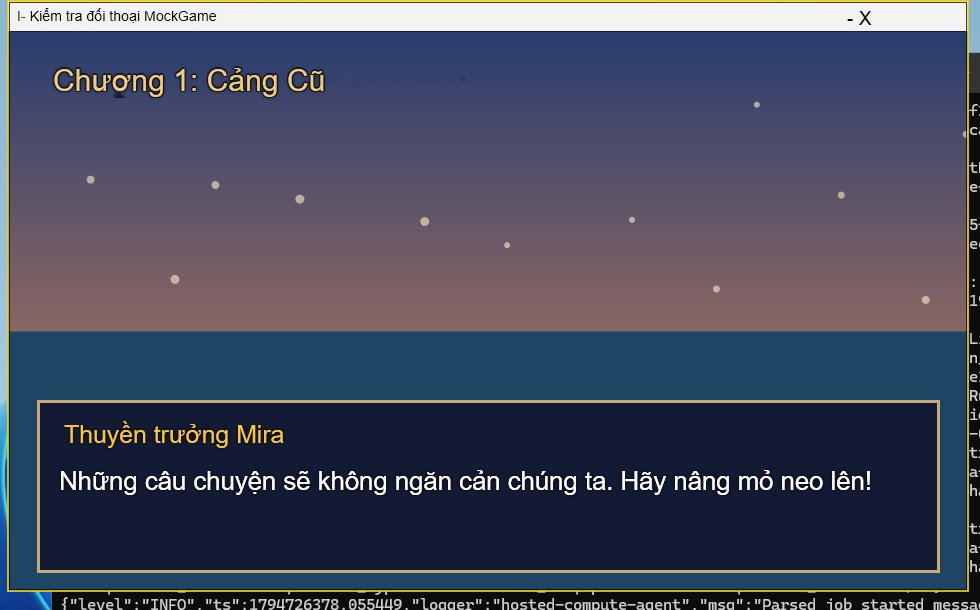 I- Kiểm tra đối thoại MockGame
- X
Chương 1: Cảng Cũ
Thuyền trưởng Mira
Những câu chuyện sẽ không ngăn cản chúng ta. Hãy nâng mỏ neo lên!
{"level":"INFO","ts":1794726378.055449,"logger":"hosted-compute-agent","msg":"Parsed job started